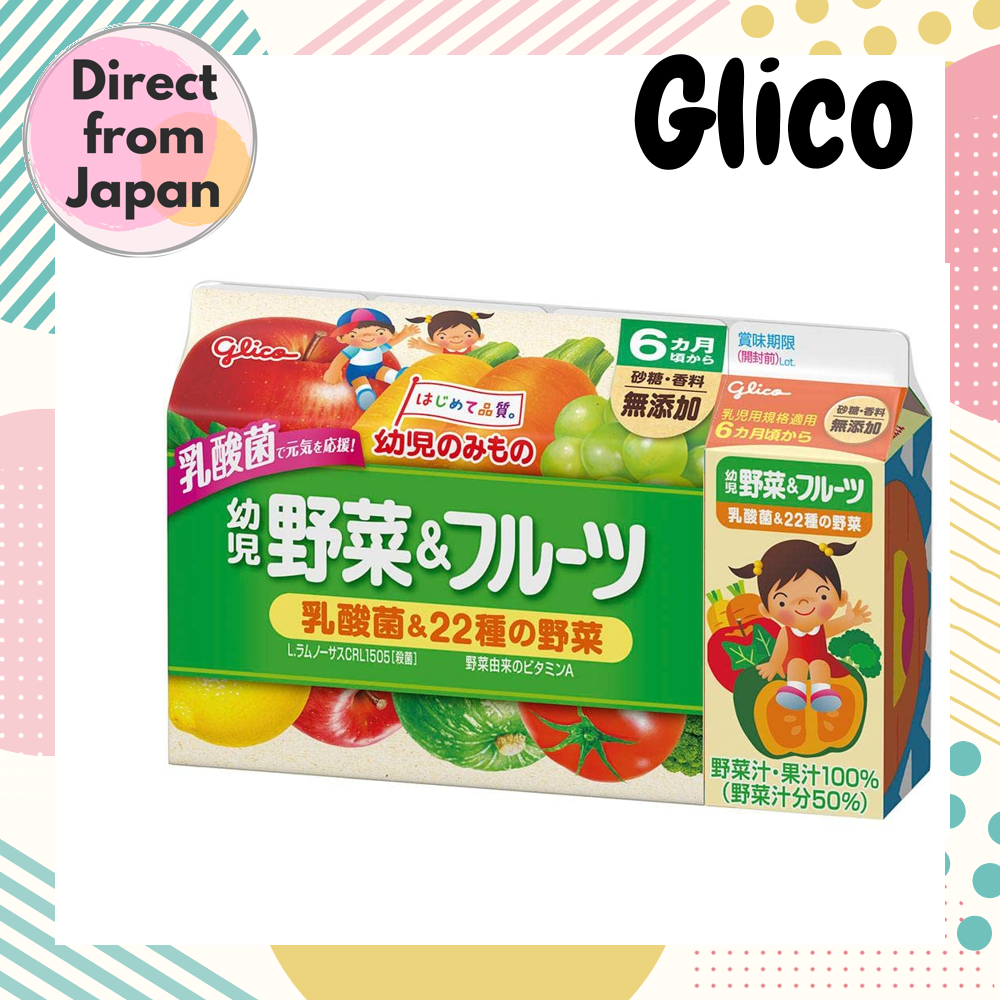 Direct
from
Japan
Glico
Glico
はじめて品質。
幼児のみもの
乳酸菌で元気を応援!
6ヵ月
頃から
砂糖・香料
無添加
幼児
野菜&フルーツ
乳酸菌&22種の野菜
L.ラムノーサスCRL1505[殺菌]
野菜由来のビタミンA
賞味期限
(開封前)Lot.
Glico
乳児用規格適用
6ヵ月頃から
砂糖・香料
無添加
幼児
野菜&フルーツ
乳酸菌&22種の野菜
野菜汁・果汁100%
(野菜汁分50%)